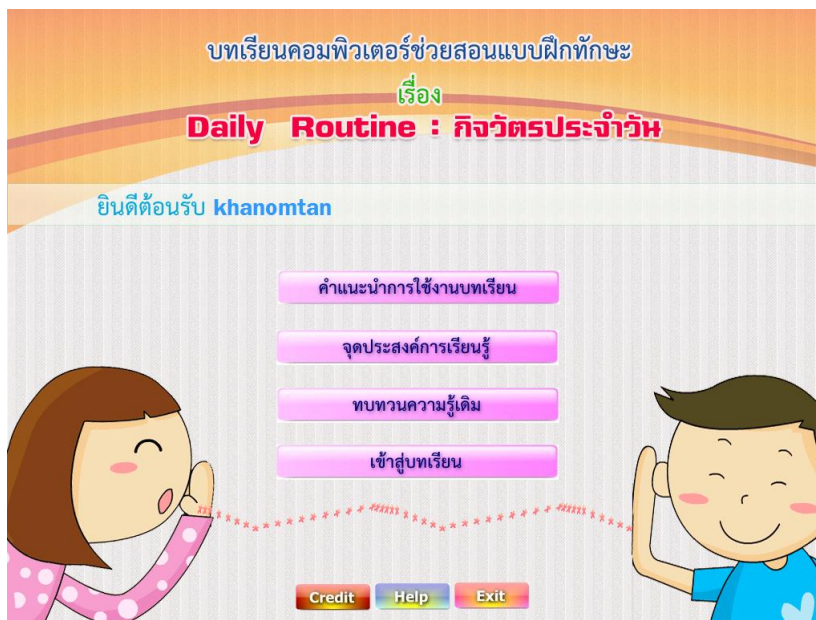 บทเรียนคอมพิวเตอร์ช่วยสอนแบบฝึกทักษะ
เรื่อง
Daily Routine : กิจวัตรประจำวัน
ยินดีต้อนรับ khanomtan
คำแนะนำการใช้งานบทเรียน
จุดประสงค์การเรียนรู้
ทบทวนความรู้เดิม
เข้าสู่บทเรียน
Credit Help Exit